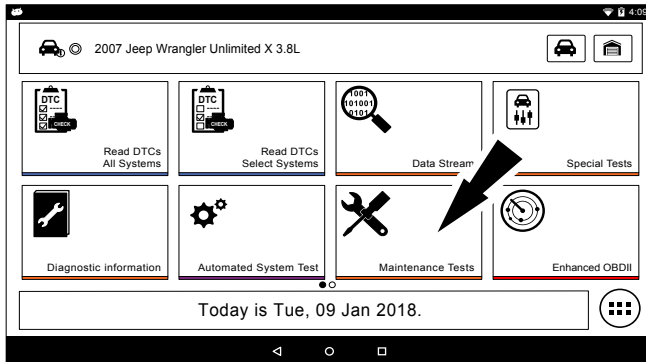 4:09
2007 Jeep Wrangler Unlimited X 3.8L
DTC
CHECK
Read DTCs
All Systems
DTC
CHECK
Read DTCs
Select Systems
1001
101001
0101
Data Stream
Special Tests
Diagnostic information
Automated System Test
Maintenance Tests
Enhanced OBDII
Today is Tue, 09 Jan 2018.